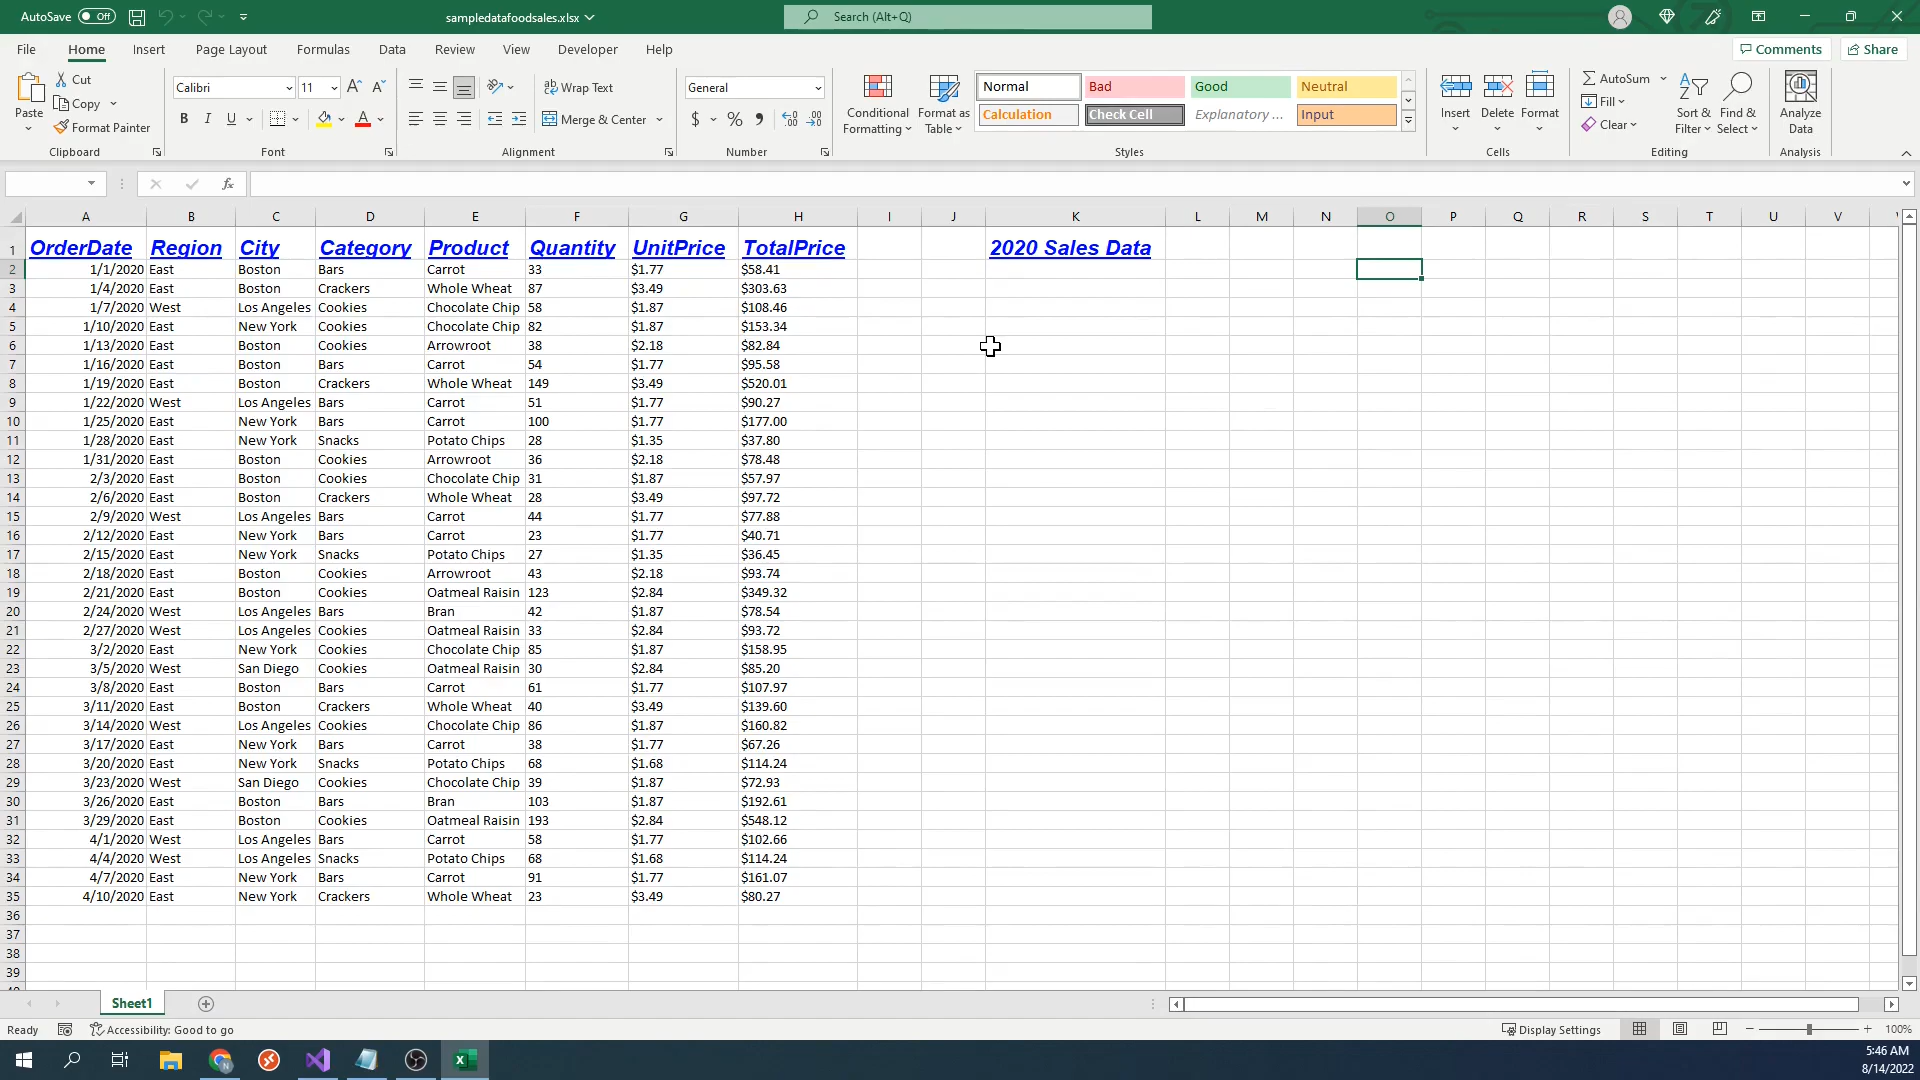 AutoSave Off sampledatafoodsales.xlsx Search (Alt+Q)
File Home Insert Page Layout Formulas Data Review View Developer Help Comments Share
Paste Cut Copy Format Painter Clipboard
Calibri 11 B I U A A A Font
Wrap Text Merge & Center Alignment
General $ % 9 Number
Conditional Formatting Format as Table
Normal Bad Good Neutral
Calculation Check Cell Explanatory ... Input
Styles
Insert Delete Format Cells
AutoSum Fill Clear Sort & Filter Find & Select Editing
Analyze Data Analysis
fx
A B C D E F G H I J K L M N O P Q R S T U V
1 OrderDate Region City Category Product Quantity UnitPrice TotalPrice 2020 Sales Data
2 1/1/2020 East Boston Bars Carrot 33 $1.77 $58.41
3 1/4/2020 East Boston Crackers Whole Wheat 87 $3.49 $303.63
4 1/7/2020 West Los Angeles Cookies Chocolate Chip 58 $1.87 $108.46
5 1/10/2020 East New York Cookies Chocolate Chip 82 $1.87 $153.34
6 1/13/2020 East Boston Cookies Arrowroot 38 $2.18 $82.84
7 1/16/2020 East Boston Bars Carrot 54 $1.77 $95.58
8 1/19/2020 East Boston Crackers Whole Wheat 149 $3.49 $520.01
9 1/22/2020 West Los Angeles Bars Carrot 51 $1.77 $90.27
10 1/25/2020 East New York Bars Carrot 100 $1.77 $177.00
11 1/28/2020 East New York Snacks Potato Chips 28 $1.35 $37.80
12 1/31/2020 East Boston Cookies Arrowroot 36 $2.18 $78.48
13 2/3/2020 East Boston Cookies Chocolate Chip 31 $1.87 $57.97
14 2/6/2020 East Boston Crackers Whole Wheat 28 $3.49 $97.72
15 2/9/2020 West Los Angeles Bars Carrot 44 $1.77 $77.88
16 2/12/2020 East New York Bars Carrot 23 $1.77 $40.71
17 2/15/2020 East New York Snacks Potato Chips 27 $1.35 $36.45
18 2/18/2020 East Boston Cookies Arrowroot 43 $2.18 $93.74
19 2/21/2020 East Boston Cookies Oatmeal Raisin 123 $2.84 $349.32
20 2/24/2020 West Los Angeles Bars Bran 42 $1.87 $78.54
21 2/27/2020 West Los Angeles Cookies Oatmeal Raisin 33 $2.84 $93.72
22 3/2/2020 East New York Cookies Chocolate Chip 85 $1.87 $158.95
23 3/5/2020 West San Diego Cookies Oatmeal Raisin 30 $2.84 $85.20
24 3/8/2020 East Boston Bars Carrot 61 $1.77 $107.97
25 3/11/2020 East Boston Crackers Whole Wheat 40 $3.49 $139.60
26 3/14/2020 West Los Angeles Cookies Chocolate Chip 86 $1.87 $160.82
27 3/17/2020 East New York Bars Carrot 38 $1.77 $67.26
28 3/20/2020 East New York Snacks Potato Chips 68 $1.68 $114.24
29 3/23/2020 West San Diego Cookies Chocolate Chip 39 $1.87 $72.93
30 3/26/2020 East Boston Bars Bran 103 $1.87 $192.61
31 3/29/2020 East Boston Cookies Oatmeal Raisin 193 $2.84 $548.12
32 4/1/2020 West Los Angeles Bars Carrot 58 $1.77 $102.66
33 4/4/2020 West Los Angeles Snacks Potato Chips 68 $1.68 $114.24
34 4/7/2020 East New York Bars Carrot 91 $1.77 $161.07
35 4/10/2020 East New York Crackers Whole Wheat 23 $3.49 $80.27
36
37
38
39
Sheet1
Ready Accessibility: Good to go Display Settings 100%
5:46 AM
8/14/2022